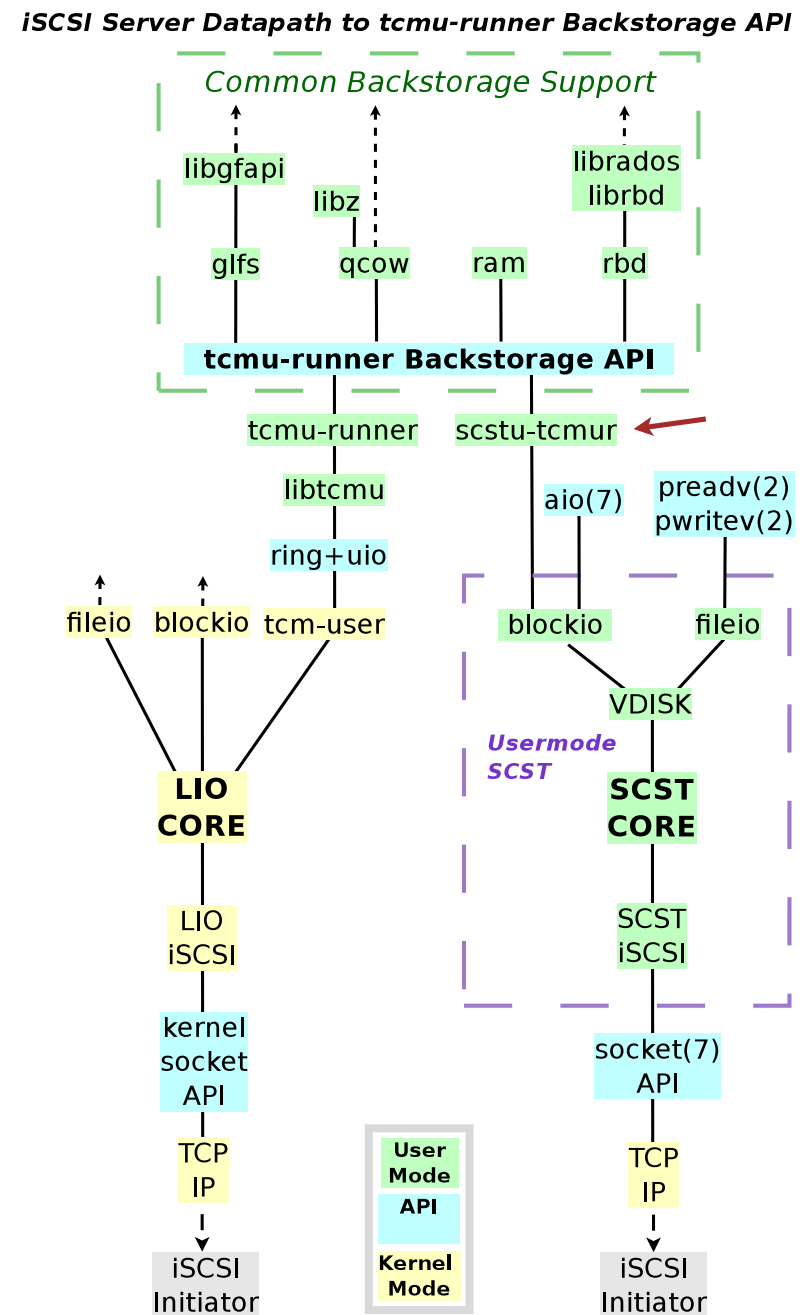 iSCSI Server Datapath to tcmu-runner Backstorage API
Common Backstorage Support
libgfapi
libz
librados
librbd
glfs
qcow
ram
rbd
tcmu-runner Backstorage API
tcmu-runner
scstu-tcmur
libtcmu
aio(7)
preadv(2)
pwritev(2)
ring+uio
fileio
blockio
tcm-user
blockio
fileio
VDISK
Usermode
SCST
LIO
CORE
SCST
CORE
LIO
iSCSI
SCST
iSCSI
kernel
socket
API
socket(7)
API
TCP
IP
TCP
IP
User
Mode
API
Kernel
Mode
iSCSI
Initiator
iSCSI
Initiator